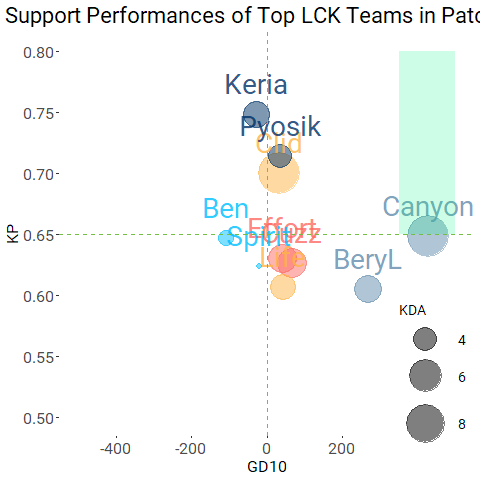 Support Performances of Top LCK Teams in Patc
0.80
0.75
0.70
0.65
0.60
0.55
0.50
KP
Keria
Pyosik
Clid
Canyon
Ben
Effort
Spirit
Cuzz
BeryL
KDA
4
6
8
-400
-200
0
200
GD10